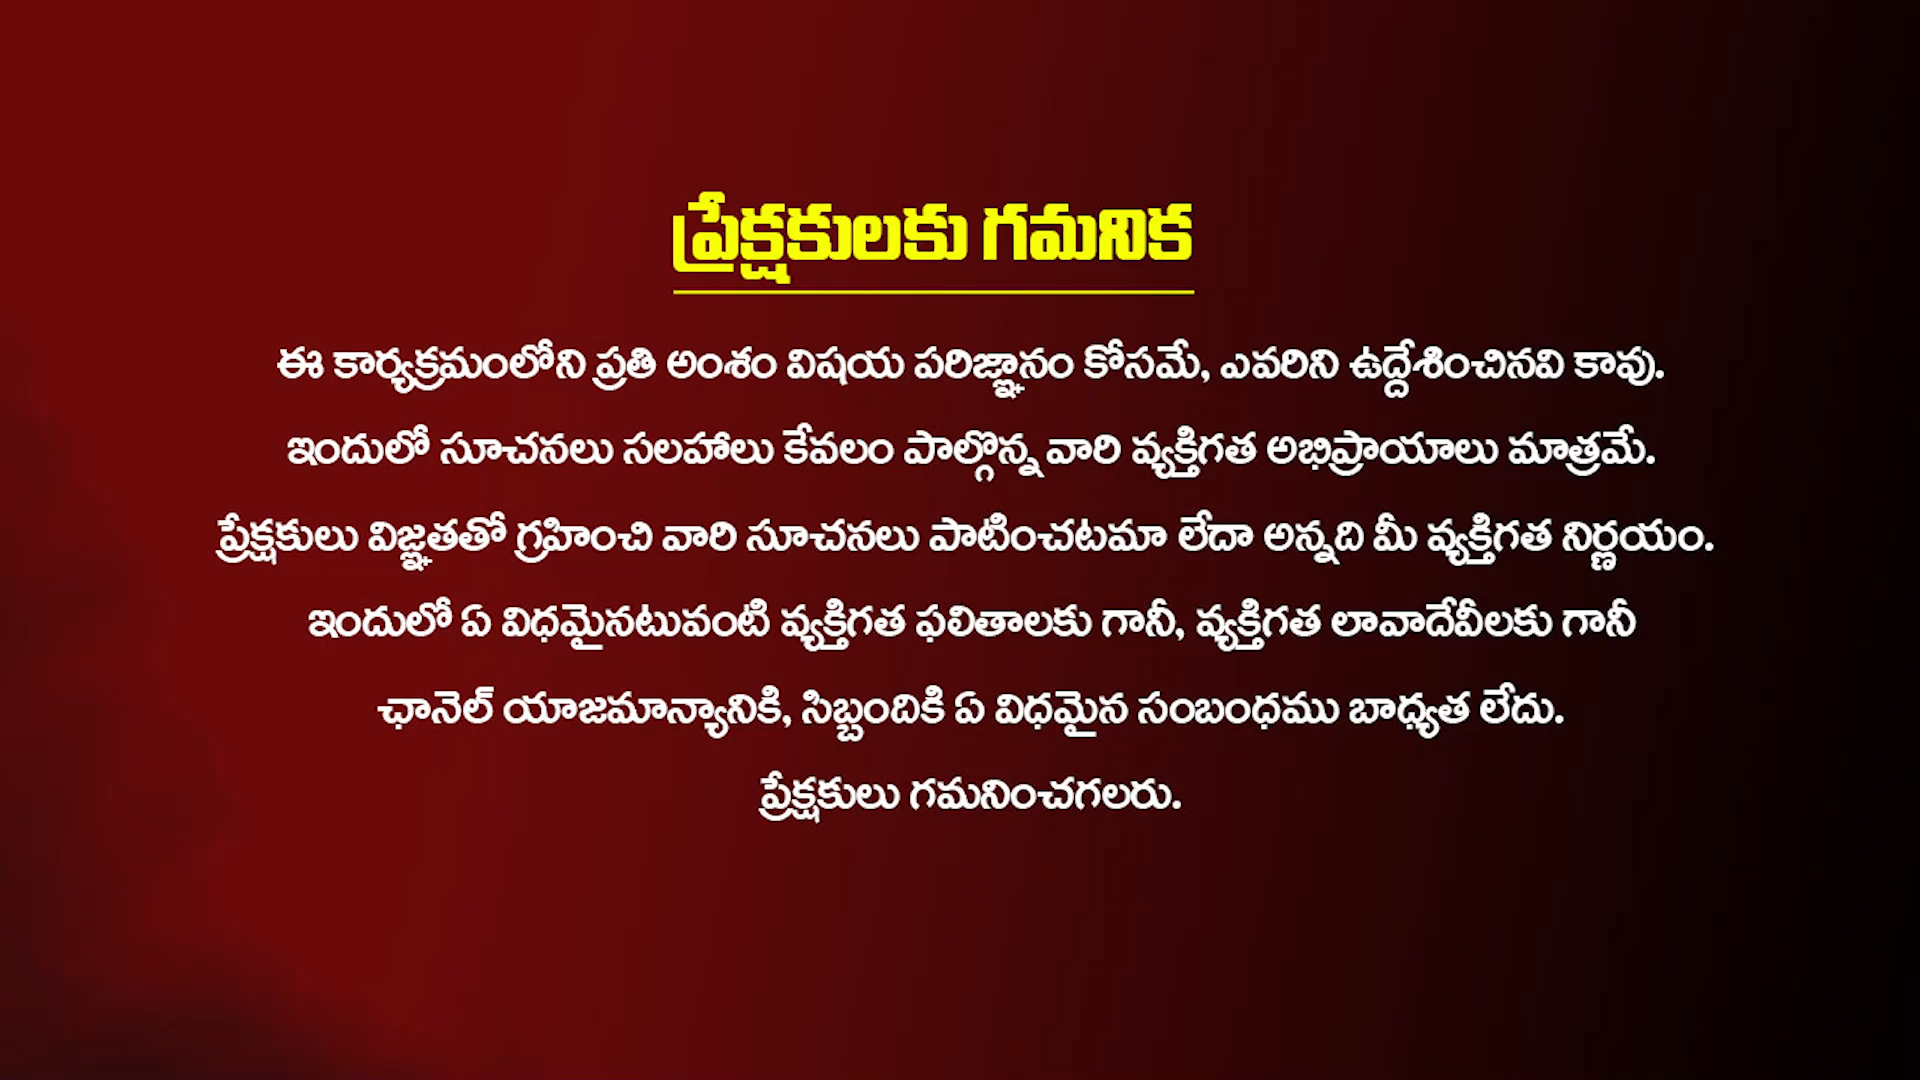 ప్రేక్షకులకు గమనిక
ఈ కార్యక్రమంలోని ప్రతి అంశం విషయ పరిజ్ఞానం కోసమే, ఎవరిని ఉద్దేశించినవి కావు.
ఇందులో సూచనలు సలహాలు కేవలం పాల్గొన్న వారి వ్యక్తిగత అభిప్రాయాలు మాత్రమే.
ప్రేక్షకులు విజ్ఞతతో గ్రహించి వారి సూచనలు పాటించటమా లేదా అన్నది మీ వ్యక్తిగత నిర్ణయం.
ఇందులో ఏ విధమైనటువంటి వ్యక్తిగత ఫలితాలకు గానీ, వ్యక్తిగత లావాదేవీలకు గానీ
ఛానెల్ యాజమాన్యానికి, సిబ్బందికి ఏ విధమైన సంబంధము బాధ్యత లేదు.
ప్రేక్షకులు గమనించగలరు.